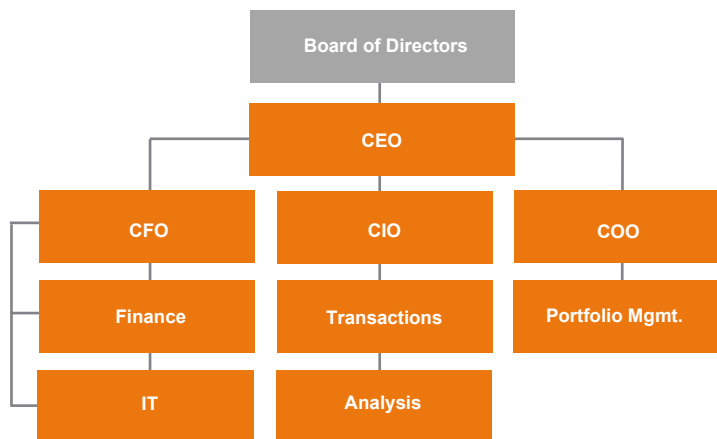 Board of Directors
CEO
CFO
CIO
COO
Finance
Transactions
Portfolio Mgmt.
IT
Analysis